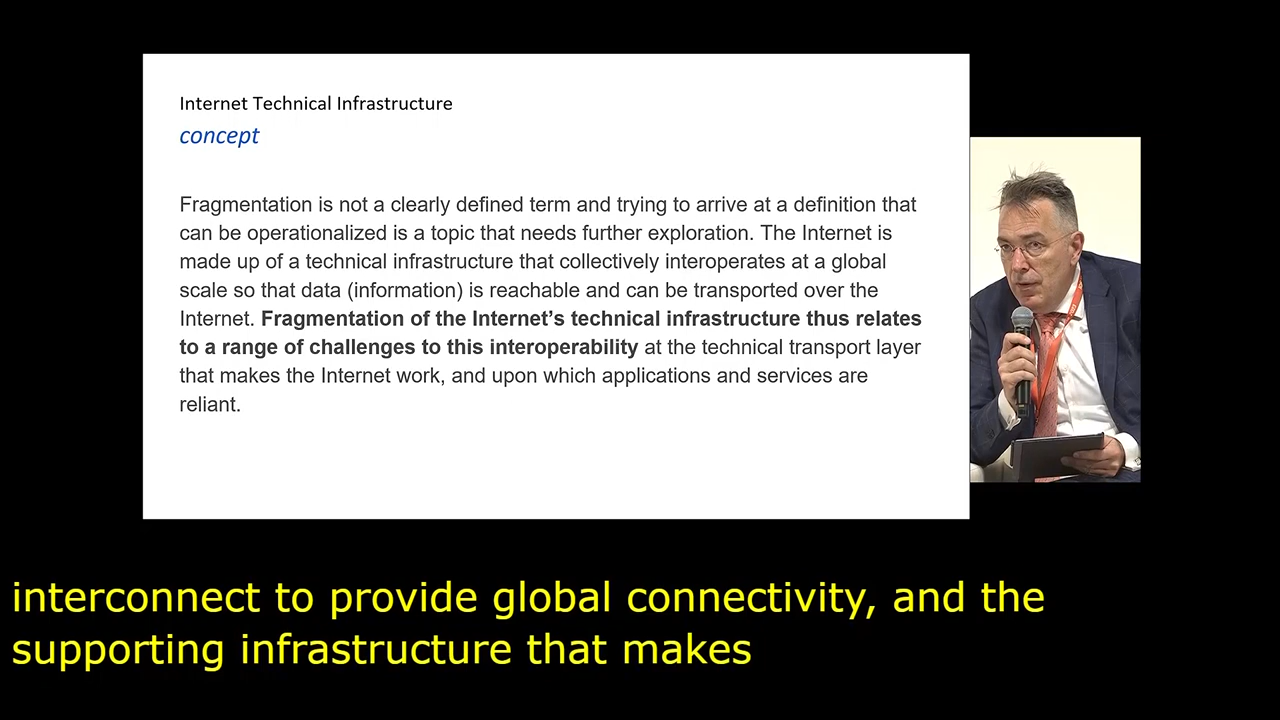 Internet Technical Infrastructure
concept
Fragmentation is not a clearly defined term and trying to arrive at a definition that
can be operationalized is a topic that needs further exploration. The Internet is
made up of a technical infrastructure that collectively interoperates at a global
scale so that data (information) is reachable and can be transported over the
Internet. Fragmentation of the Internet’s technical infrastructure thus relates
to a range of challenges to this interoperability at the technical transport layer
that makes the Internet work, and upon which applications and services are
reliant.
interconnect to provide global connectivity, and the
supporting infrastructure that makes